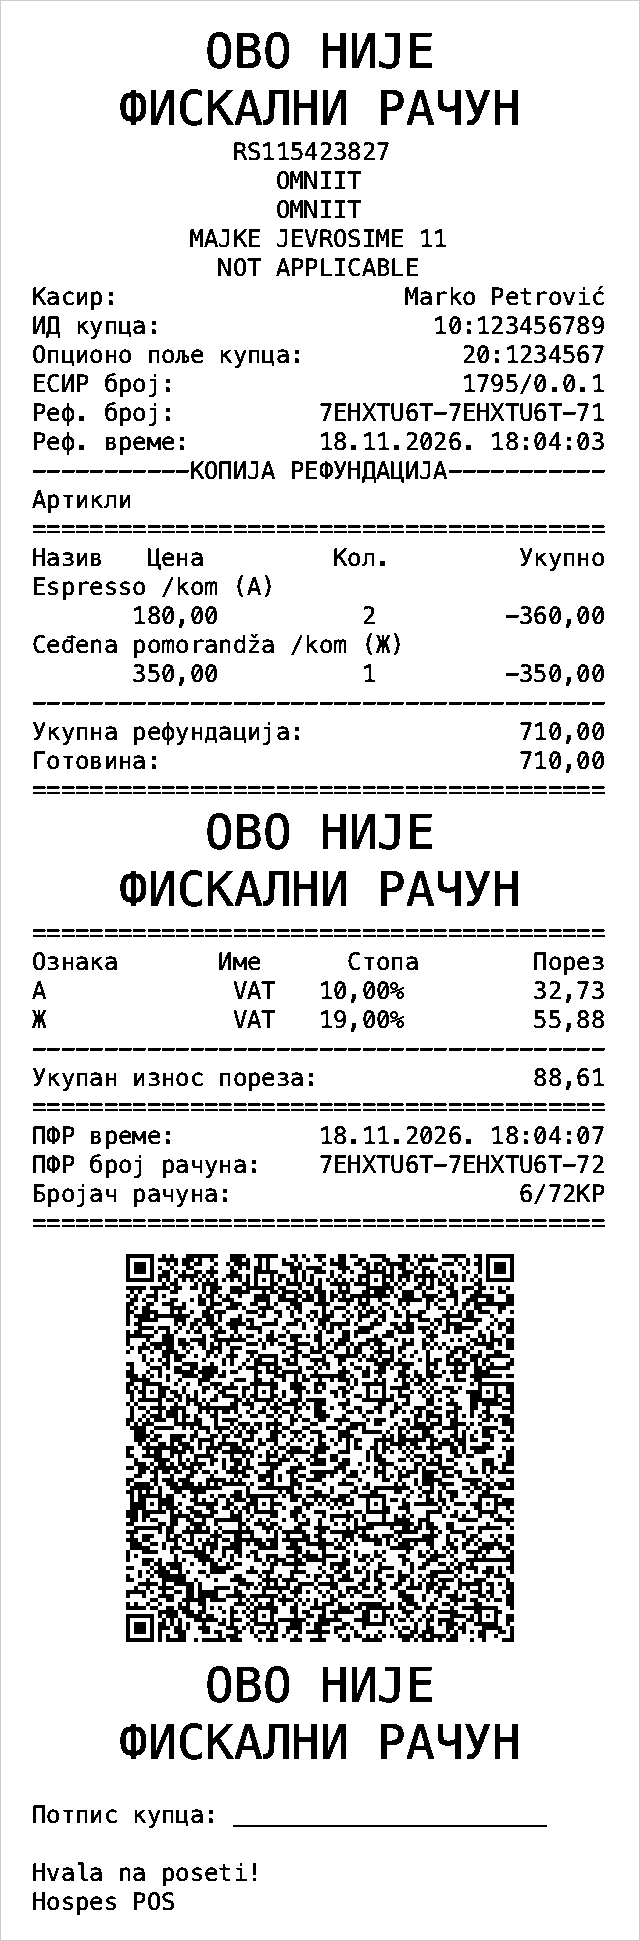 ОВО НИЈЕ
ФИСКАЛНИ РАЧУН
RS115423827
OMNIIT
OMNIIT
МАЈКЕ JEVROSIME 11
NOT APPLICABLE
Касир: Marko Petrović
ИД купца: 10:123456789
Опционо поље купца: 20:1234567
ЕСИР број: 1795/0.0.1
Реф. број: 7EHXTU6T-7EHXTU6T-71
Реф. време: 18.11.2026. 18:04:03
-----------КОПИЈА РЕФУНДАЦИЈА-----------
Артикли
========================================
Назив Цена Кол. Укупно
Espresso /kom (А)
180,00 2 -360,00
Ceđena pomorandža /kom (Ж)
350,00 1 -350,00
----------------------------------------
Укупна рефундација: 710,00
Готовина: 710,00
========================================
ОВО НИЈЕ
ФИСКАЛНИ РАЧУН
========================================
Ознака Име Стопа Порез
А VAT 10,00% 32,73
Ж VAT 19,00% 55,88
----------------------------------------
Укупан износ пореза: 88,61
========================================
ПФР време: 18.11.2026. 18:04:07
ПФР број рачуна: 7EHXTU6T-7EHXTU6T-72
Бројач рачуна: 6/72КР
========================================
ОВО НИЈЕ
ФИСКАЛНИ РАЧУН
Потпис купца: ______________________
Hvala na poseti!
Hospes POS